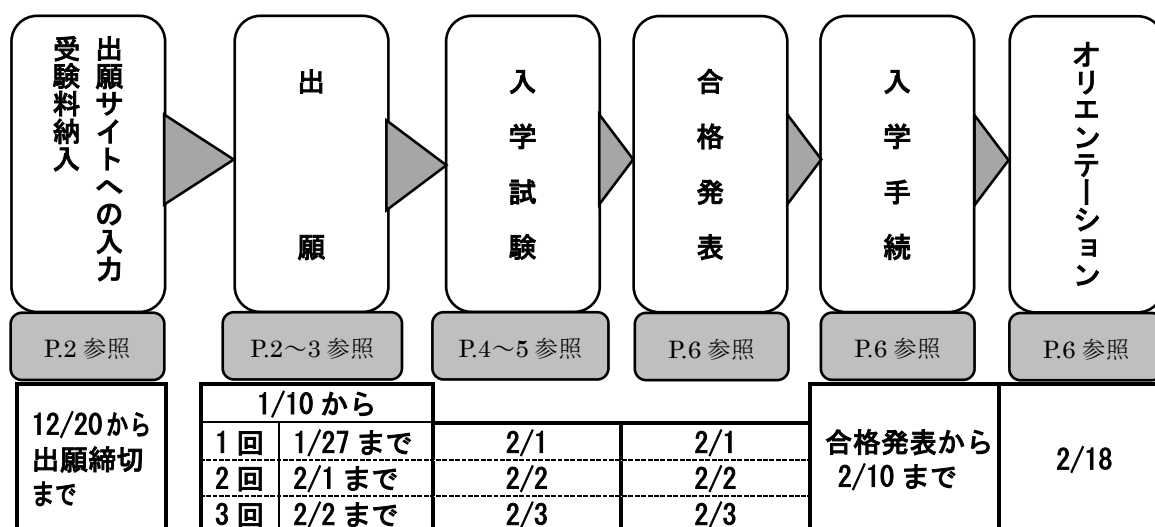 出願サイトへの入力
受験料納入
出願
入学試験
合格発表
入学手続
オリエンテーション
P.2 参照
P.2～3 参照
P.4～5 参照
P.6 参照
P.6 参照
P.6 参照
12/20から
出願締切
まで
1/10 から
1 回 1/27 まで 2/1 2/1
2 回 2/1 まで 2/2 2/2
3 回 2/2 まで 2/3 2/3
合格発表から
2/10 まで
2/18